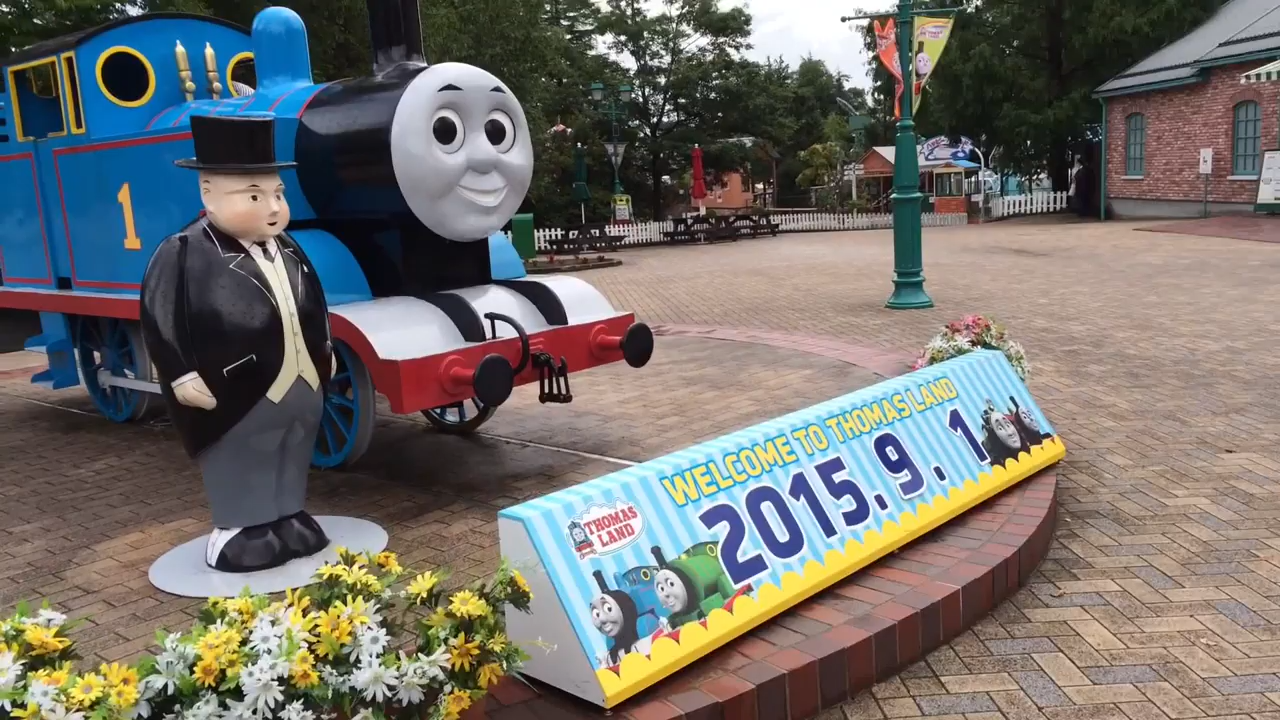 1
WELCOME TO THOMAS LAND
2015.9.1
THOMAS
LAND